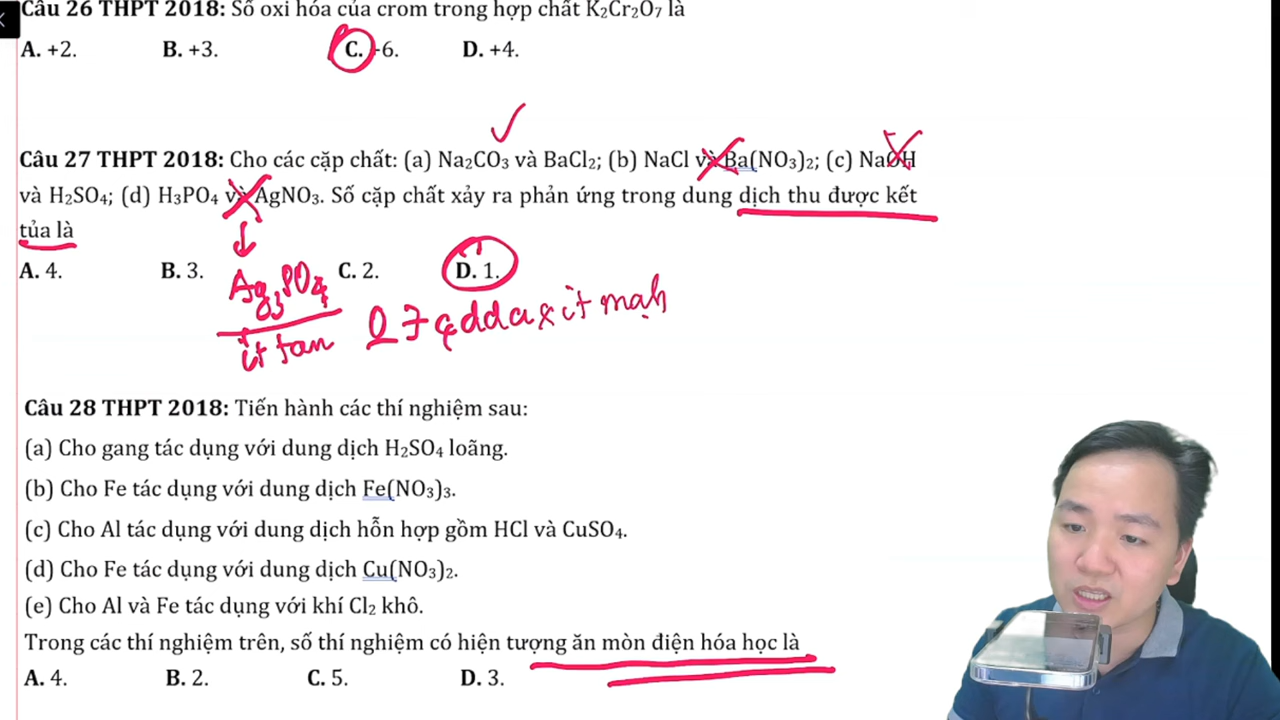 Câu 26 THPT 2018: Số oxi hóa của crom trong hợp chất K₂Cr₂O₇ là
A. +2. B. +3. C. +6. D. +4.
Câu 27 THPT 2018: Cho các cặp chất: (a) Na₂CO₃ và BaCl₂; (b) NaCl và Ba(NO₃)₂; (c) NaOH
và H₂SO₄; (d) H₃PO₄ và AgNO₃. Số cặp chất xảy ra phản ứng trong dung dịch thu được kết
tủa là
A. 4. B. 3. C. 2. D. 1.
Ag₃PO₄
ít tan
Câu 28 THPT 2018: Tiến hành các thí nghiệm sau:
(a) Cho gang tác dụng với dung dịch H₂SO₄ loãng.
(b) Cho Fe tác dụng với dung dịch Fe(NO₃)₃.
(c) Cho Al tác dụng với dung dịch hỗn hợp gồm HCl và CuSO₄.
(d) Cho Fe tác dụng với dung dịch Cu(NO₃)₂.
(e) Cho Al và Fe tác dụng với khí Cl₂ khô.
Trong các thí nghiệm trên, số thí nghiệm có hiện tượng ăn mòn điện hóa học là
A. 4. B. 2. C. 5. D. 3.